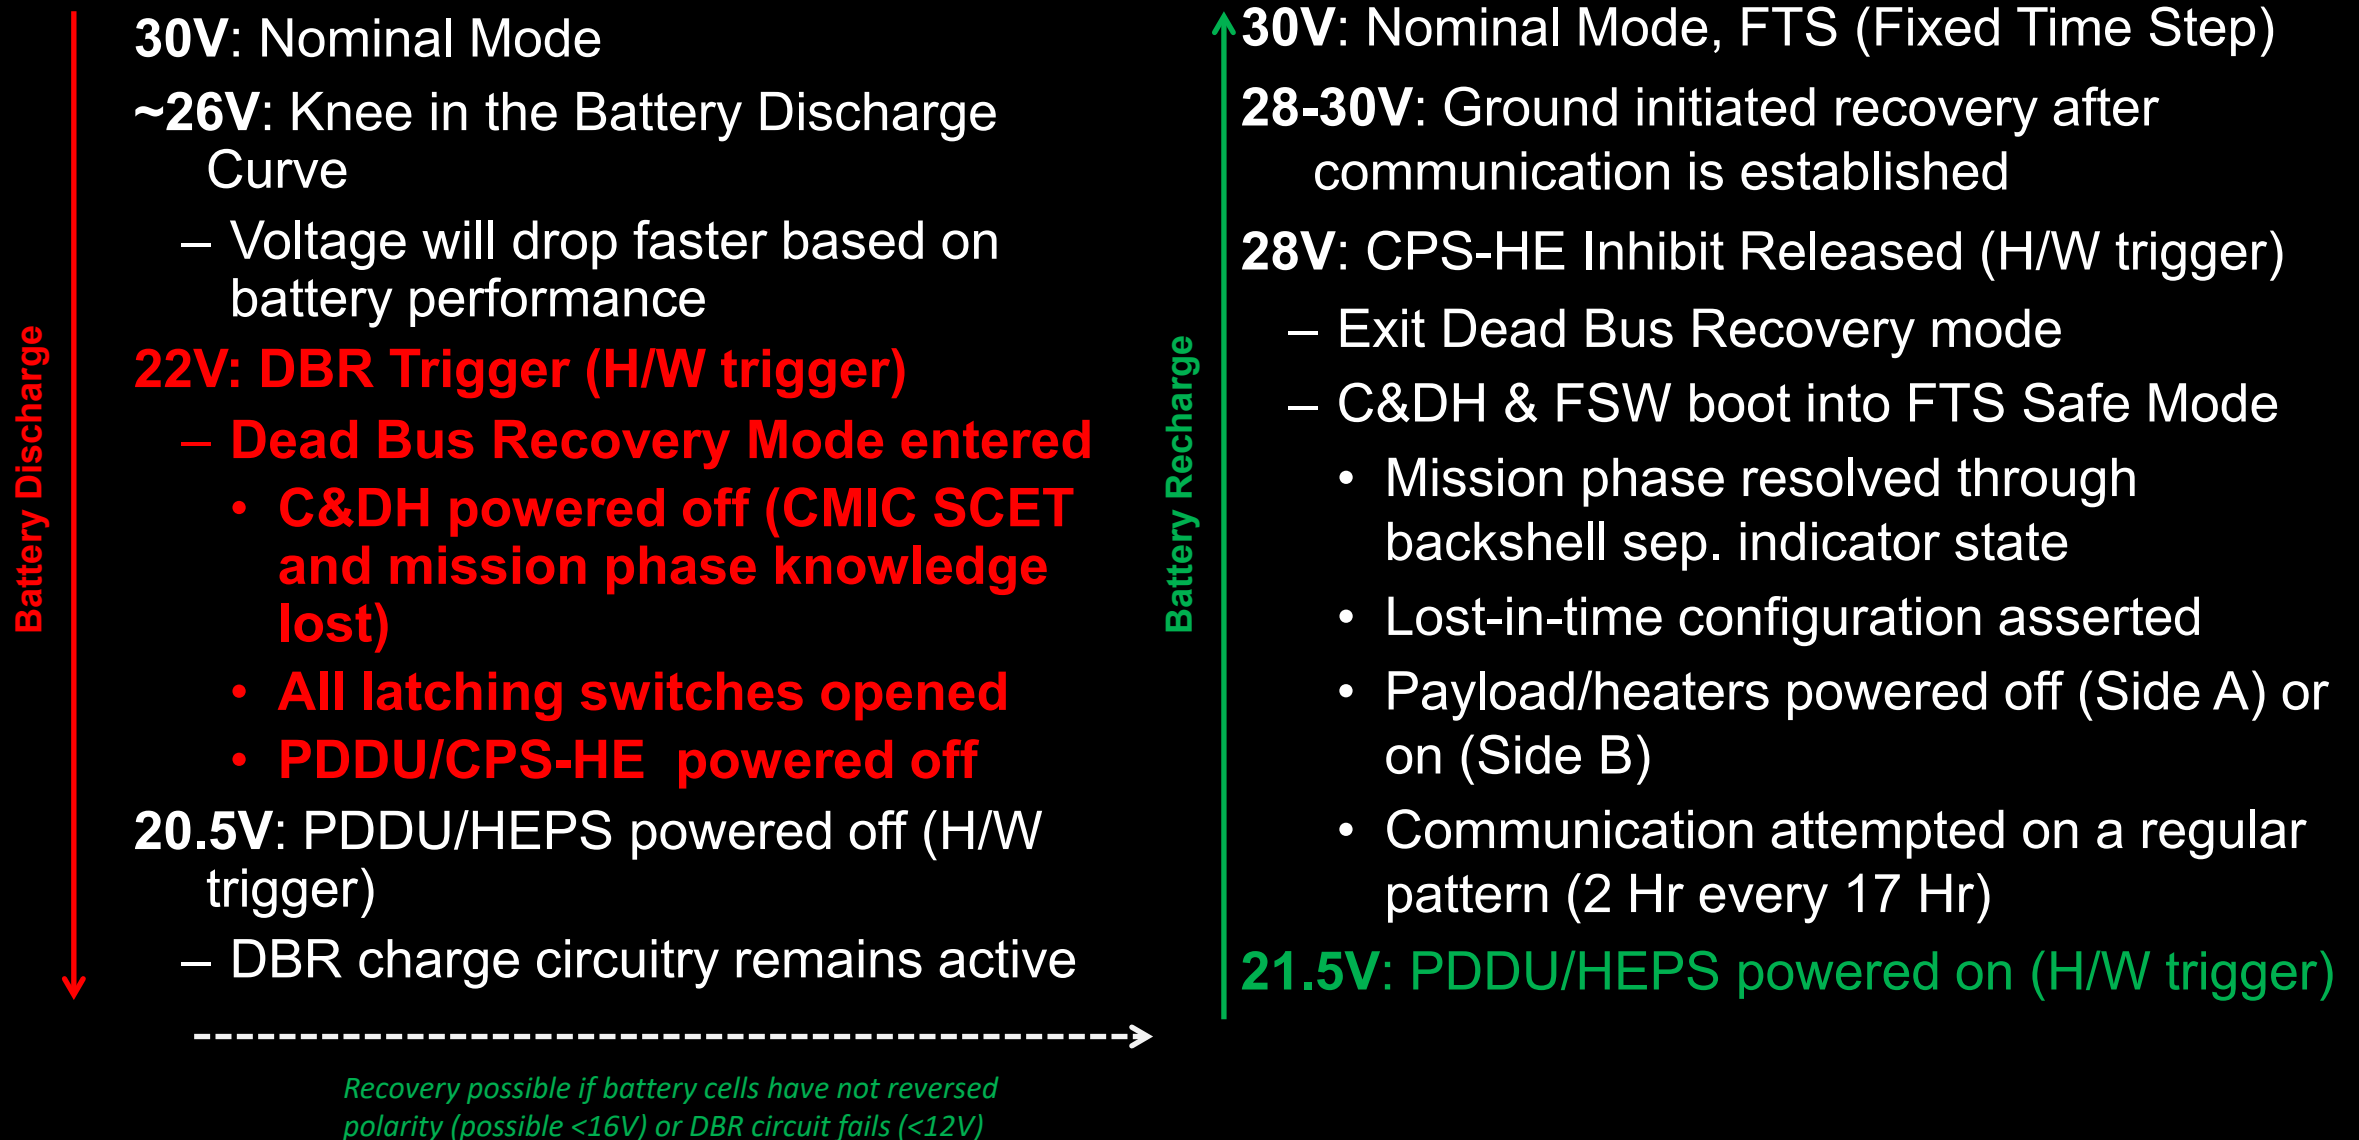 Battery Discharge
30V: Nominal Mode
~26V: Knee in the Battery Discharge
Curve
– Voltage will drop faster based on
battery performance
22V: DBR Trigger (H/W trigger)
– Dead Bus Recovery Mode entered
• C&DH powered off (CMIC SCET
and mission phase knowledge
lost)
• All latching switches opened
• PDDU/CPS-HE powered off
20.5V: PDDU/HEPS powered off (H/W
trigger)
– DBR charge circuitry remains active
Recovery possible if battery cells have not reversed
polarity (possible <16V) or DBR circuit fails (<12V)
Battery Recharge
30V: Nominal Mode, FTS (Fixed Time Step)
28-30V: Ground initiated recovery after
communication is established
28V: CPS-HE Inhibit Released (H/W trigger)
– Exit Dead Bus Recovery mode
– C&DH & FSW boot into FTS Safe Mode
• Mission phase resolved through
backshell sep. indicator state
• Lost-in-time configuration asserted
• Payload/heaters powered off (Side A) or
on (Side B)
• Communication attempted on a regular
pattern (2 Hr every 17 Hr)
21.5V: PDDU/HEPS powered on (H/W trigger)